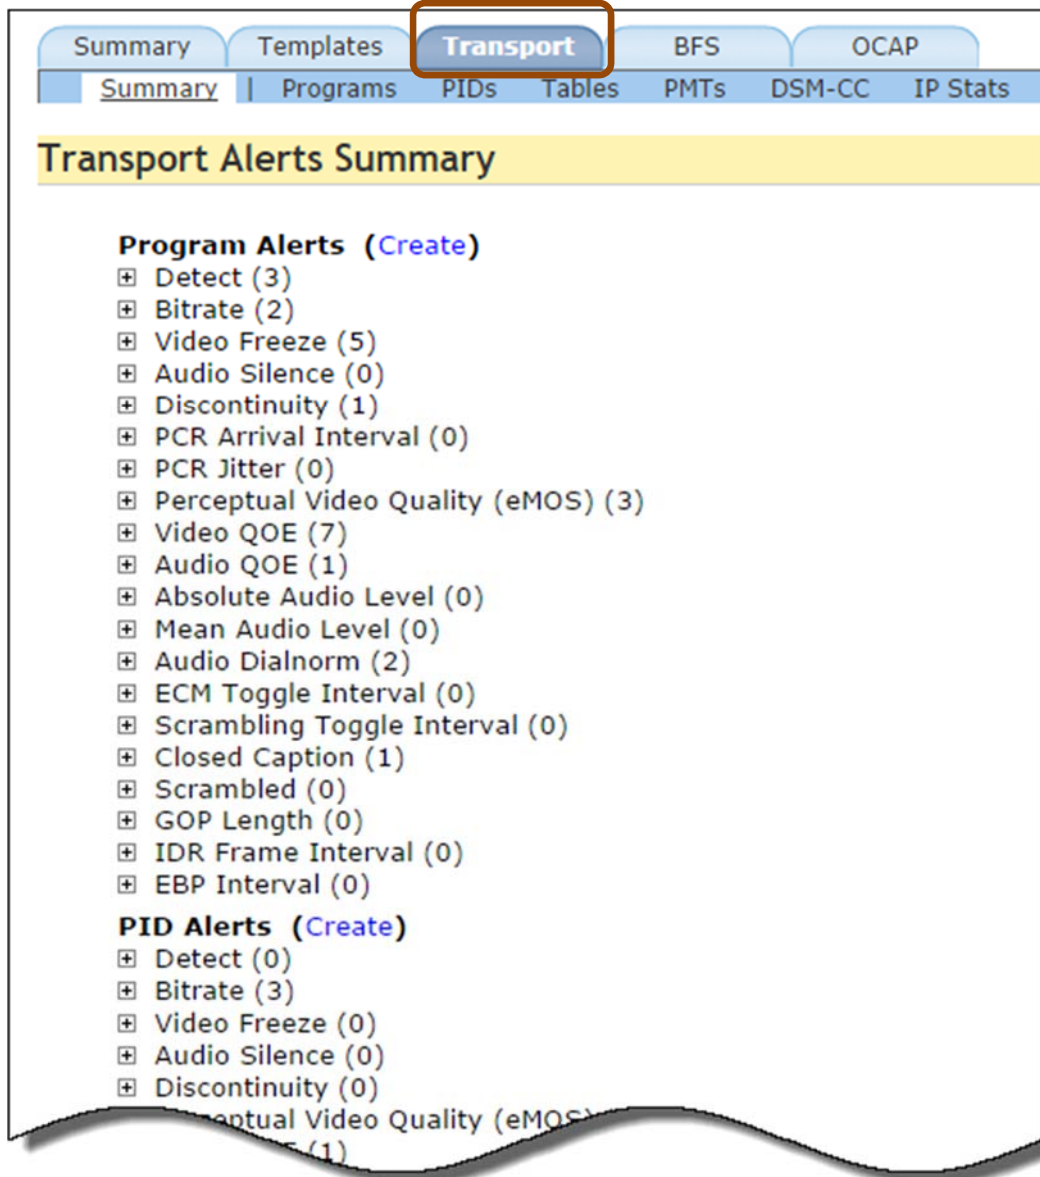 Summary Templates Transport BFS OCAP
Summary | Programs PIDs Tables PMTs DSM-CC IP Stats
Transport Alerts Summary
Program Alerts (Create)
Detect (3)
Bitrate (2)
Video Freeze (5)
Audio Silence (0)
Discontinuity (1)
PCR Arrival Interval (0)
PCR Jitter (0)
Perceptual Video Quality (eMOS) (3)
Video QOE (7)
Audio QOE (1)
Absolute Audio Level (0)
Mean Audio Level (0)
Audio Dialnorm (2)
ECM Toggle Interval (0)
Scrambling Toggle Interval (0)
Closed Caption (1)
Scrambled (0)
GOP Length (0)
IDR Frame Interval (0)
EBP Interval (0)
PID Alerts (Create)
Detect (0)
Bitrate (3)
Video Freeze (0)
Audio Silence (0)
Discontinuity (0)
Video Quality (eMOS)
(1)